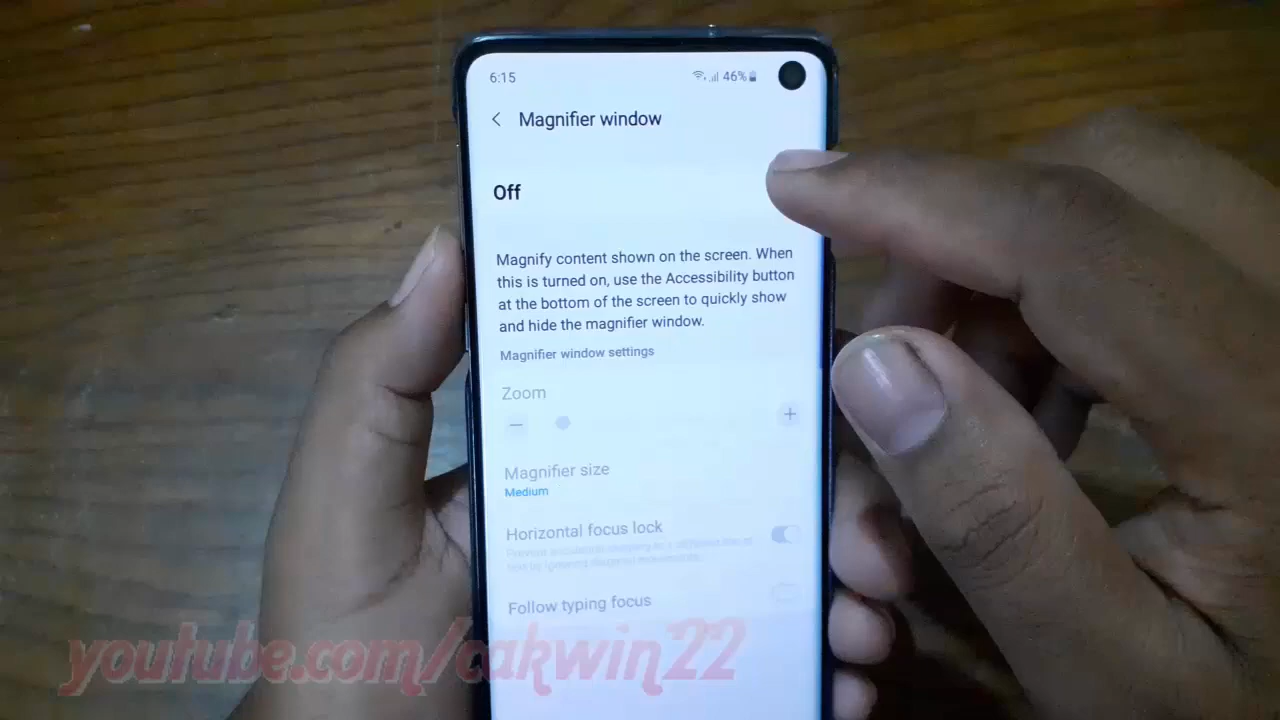 6:15 46%
Magnifier window
Off
Magnify content shown on the screen. When
this is turned on, use the Accessibility button
at the bottom of the screen to quickly show
and hide the magnifier window.
Magnifier window settings
Zoom
Magnifier size
Medium
Horizontal focus lock
Follow typing focus
youtube.com/cakwin22